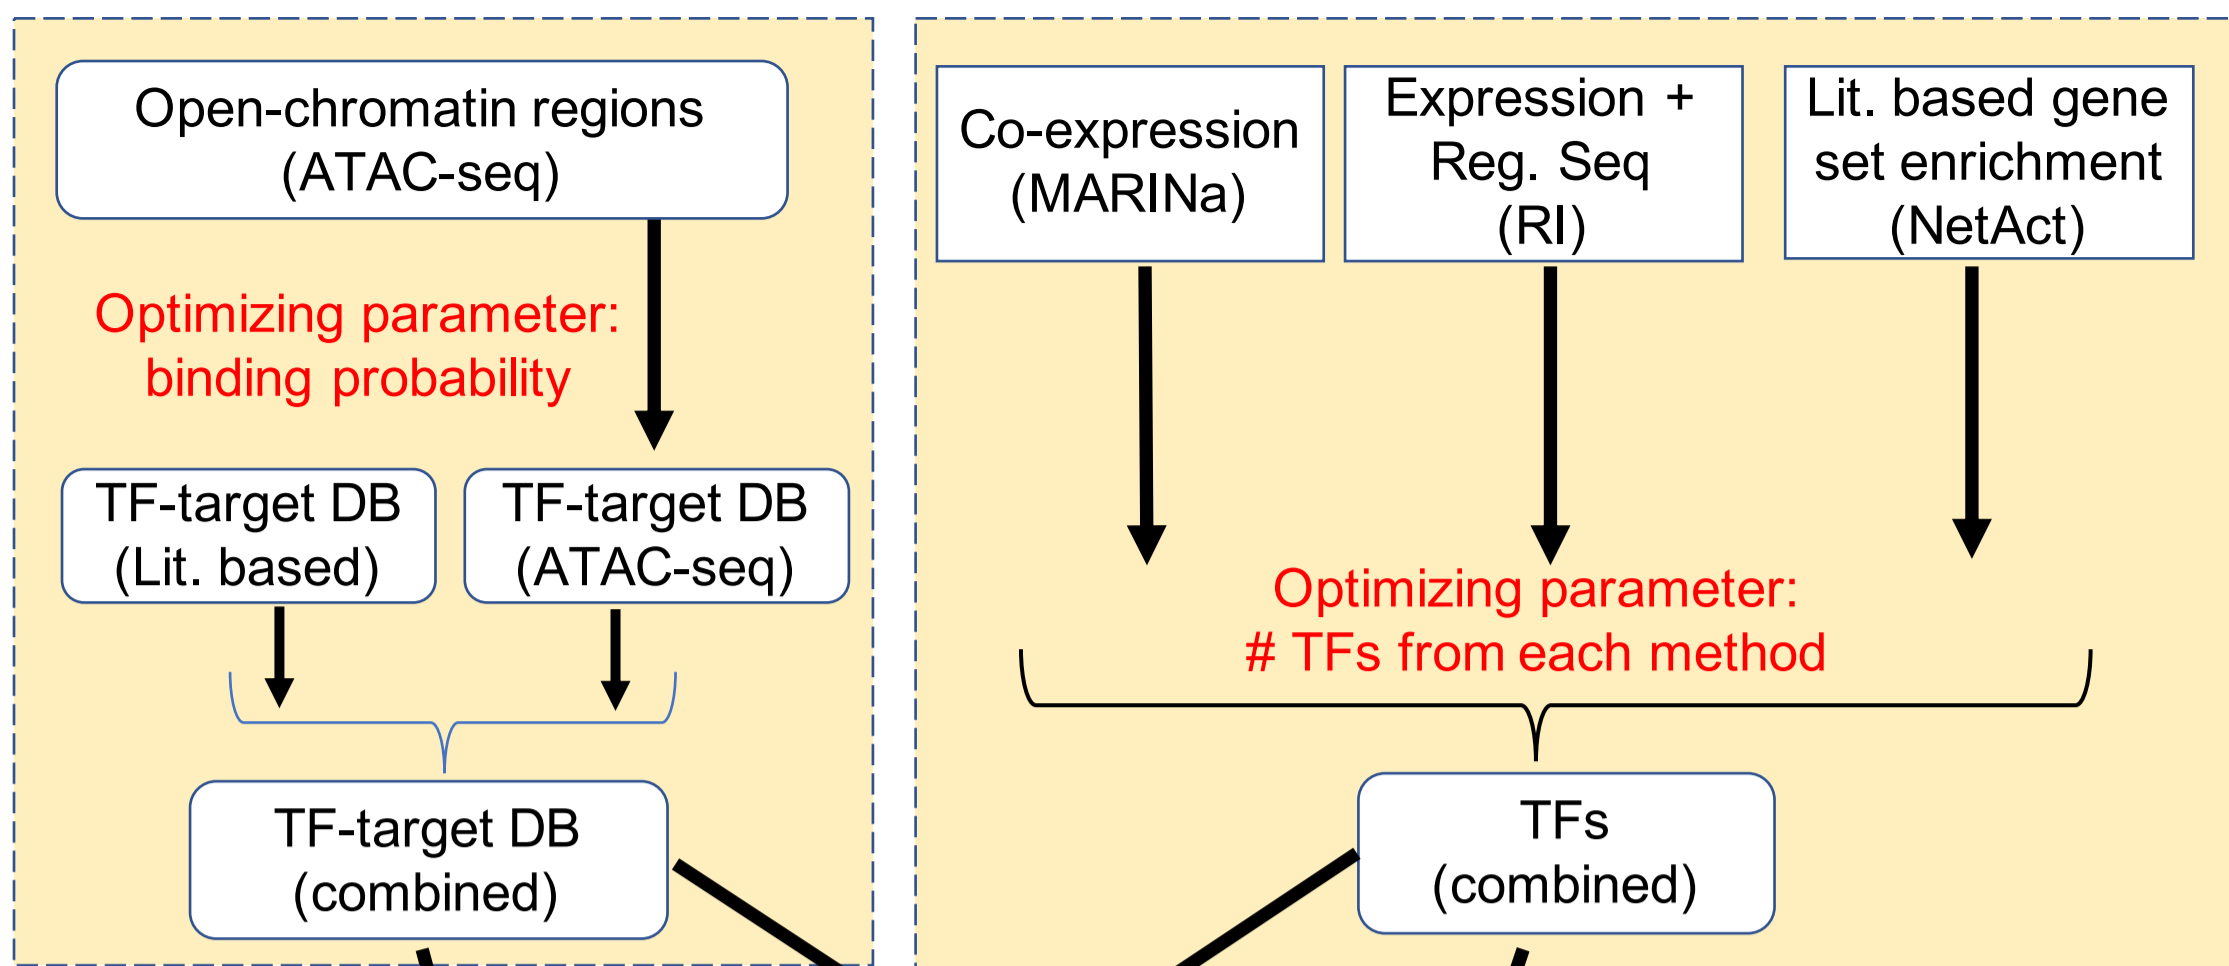 Open-chromatin regions
(ATAC-seq)
Optimizing parameter:
binding probability
TF-target DB
(Lit. based)
TF-target DB
(ATAC-seq)
TF-target DB
(combined)
Co-expression
(MARINa)
Expression +
Reg. Seq
(RI)
Lit. based gene
set enrichment
(NetAct)
Optimizing parameter:
# TFs from each method
TFs
(combined)